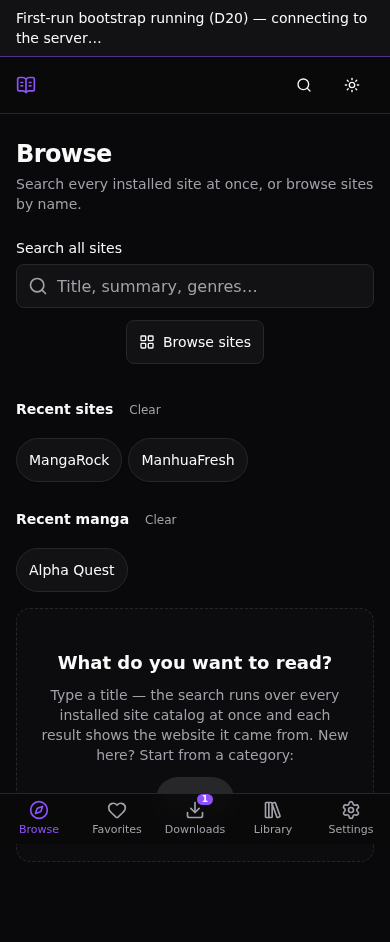 First-run bootstrap running (D20) — connecting to
the server…
Browse
Search every installed site at once, or browse sites
by name.
Search all sites
Title, summary, genres…
Browse sites
Recent sites Clear
MangaRock ManhuaFresh
Recent manga Clear
Alpha Quest
What do you want to read?
Type a title — the search runs over every
installed site catalog at once and each
result shows the website it came from. New
here? Start from a category:
1
Browse Favorites Downloads Library Settings